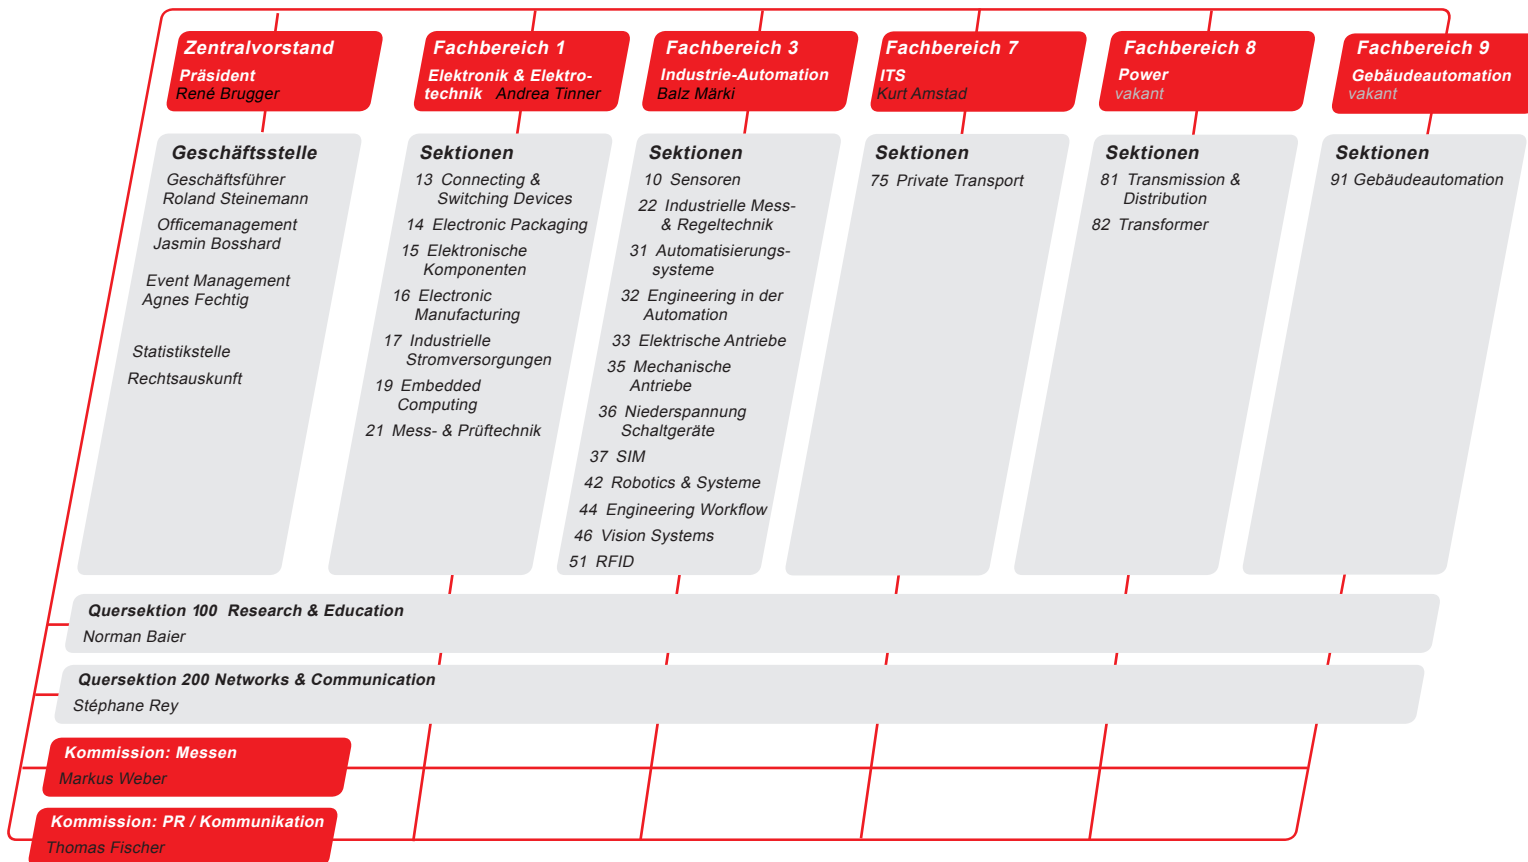 Zentralvorstand
Präsident
René Brugger
Fachbereich 1
Elektronik & Elektro-
technik Andrea Tinner
Fachbereich 3
Industrie-Automation
Balz Märki
Fachbereich 7
ITS
Kurt Amstad
Fachbereich 8
Power
vakant
Fachbereich 9
Gebäudeautomation
vakant
Geschäftsstelle
Geschäftsführer
Roland Steinemann
Officemanagement
Jasmin Bosshard
Event Management
Agnes Fechtig
Statistikstelle
Rechtsauskunft
Sektionen
13 Connecting &
Switching Devices
14 Electronic Packaging
15 Elektronische
Komponenten
16 Electronic
Manufacturing
17 Industrielle
Stromversorgungen
19 Embedded
Computing
21 Mess- & Prüftechnik
Sektionen
10 Sensoren
22 Industrielle Mess-
& Regeltechnik
31 Automatisierungs-
systeme
32 Engineering in der
Automation
33 Elektrische Antriebe
35 Mechanische
Antriebe
36 Niederspannung
Schaltgeräte
37 SIM
42 Robotics & Systeme
44 Engineering Workflow
46 Vision Systems
51 RFID
Sektionen
75 Private Transport
Sektionen
81 Transmission &
Distribution
82 Transformer
Sektionen
91 Gebäudeautomation
Quersektion 100 Research & Education
Norman Baier
Quersektion 200 Networks & Communication
Stéphane Rey
Kommission: Messen
Markus Weber
Kommission: PR / Kommunikation
Thomas Fischer